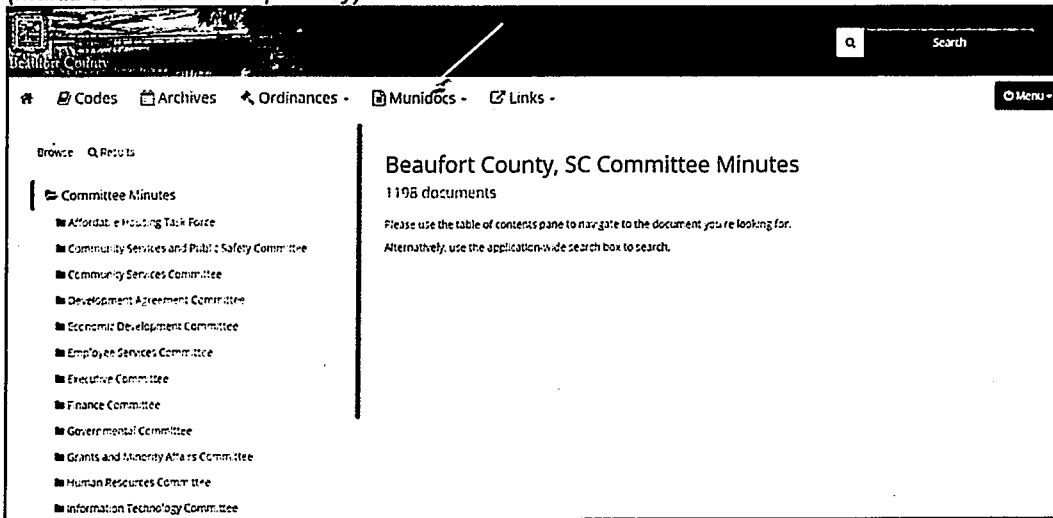 Beaufort County
Search
Codes Archives Ordinances - Munidocs - Links -
Menu -
Browse Results
Committee Minutes
Affordable Housing Task Force
Community Services and Public Safety Committee
Community Services Committee
Development Agreement Committee
Economic Development Committee
Employee Services Committee
Executive Committee
Finance Committee
Governmental Committee
Grants and Minority Affairs Committee
Human Resources Committee
Information Technology Committee
Beaufort County, SC Committee Minutes
1198 documents
Please use the table of contents pane to navigate to the document you're looking for.
Alternatively, use the application-wide search box to search.